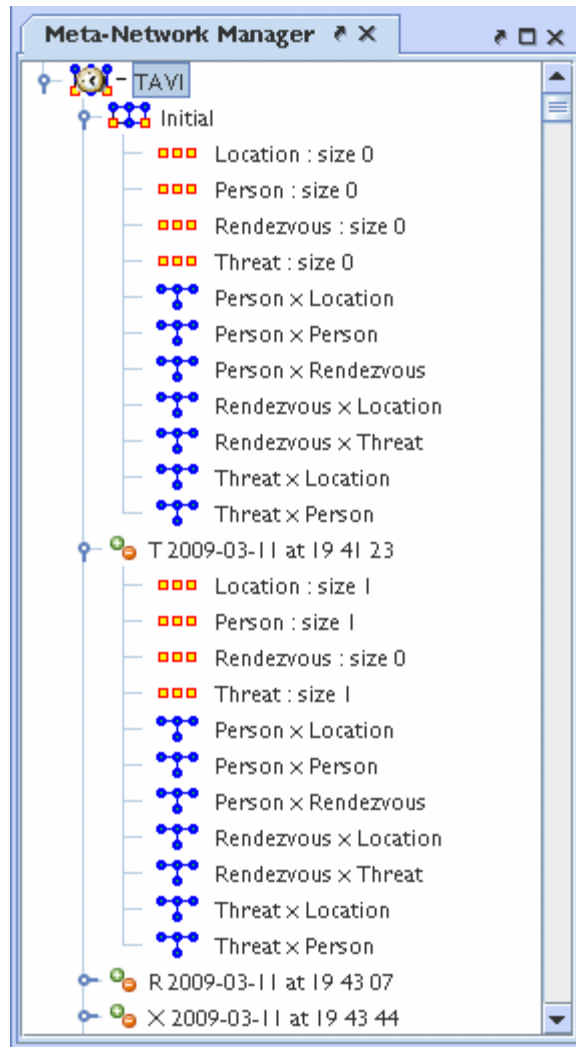 Meta-Network Manager
TAVI
Initial
Location : size 0
Person : size 0
Rendezvous : size 0
Threat : size 0
Person × Location
Person × Person
Person × Rendezvous
Rendezvous × Location
Rendezvous × Threat
Threat × Location
Threat × Person
T 2009-03-11 at 19 41 23
Location : size 1
Person : size 1
Rendezvous : size 0
Threat : size 1
Person × Location
Person × Person
Person × Rendezvous
Rendezvous × Location
Rendezvous × Threat
Threat × Location
Threat × Person
R 2009-03-11 at 19 43 07
X 2009-03-11 at 19 43 44